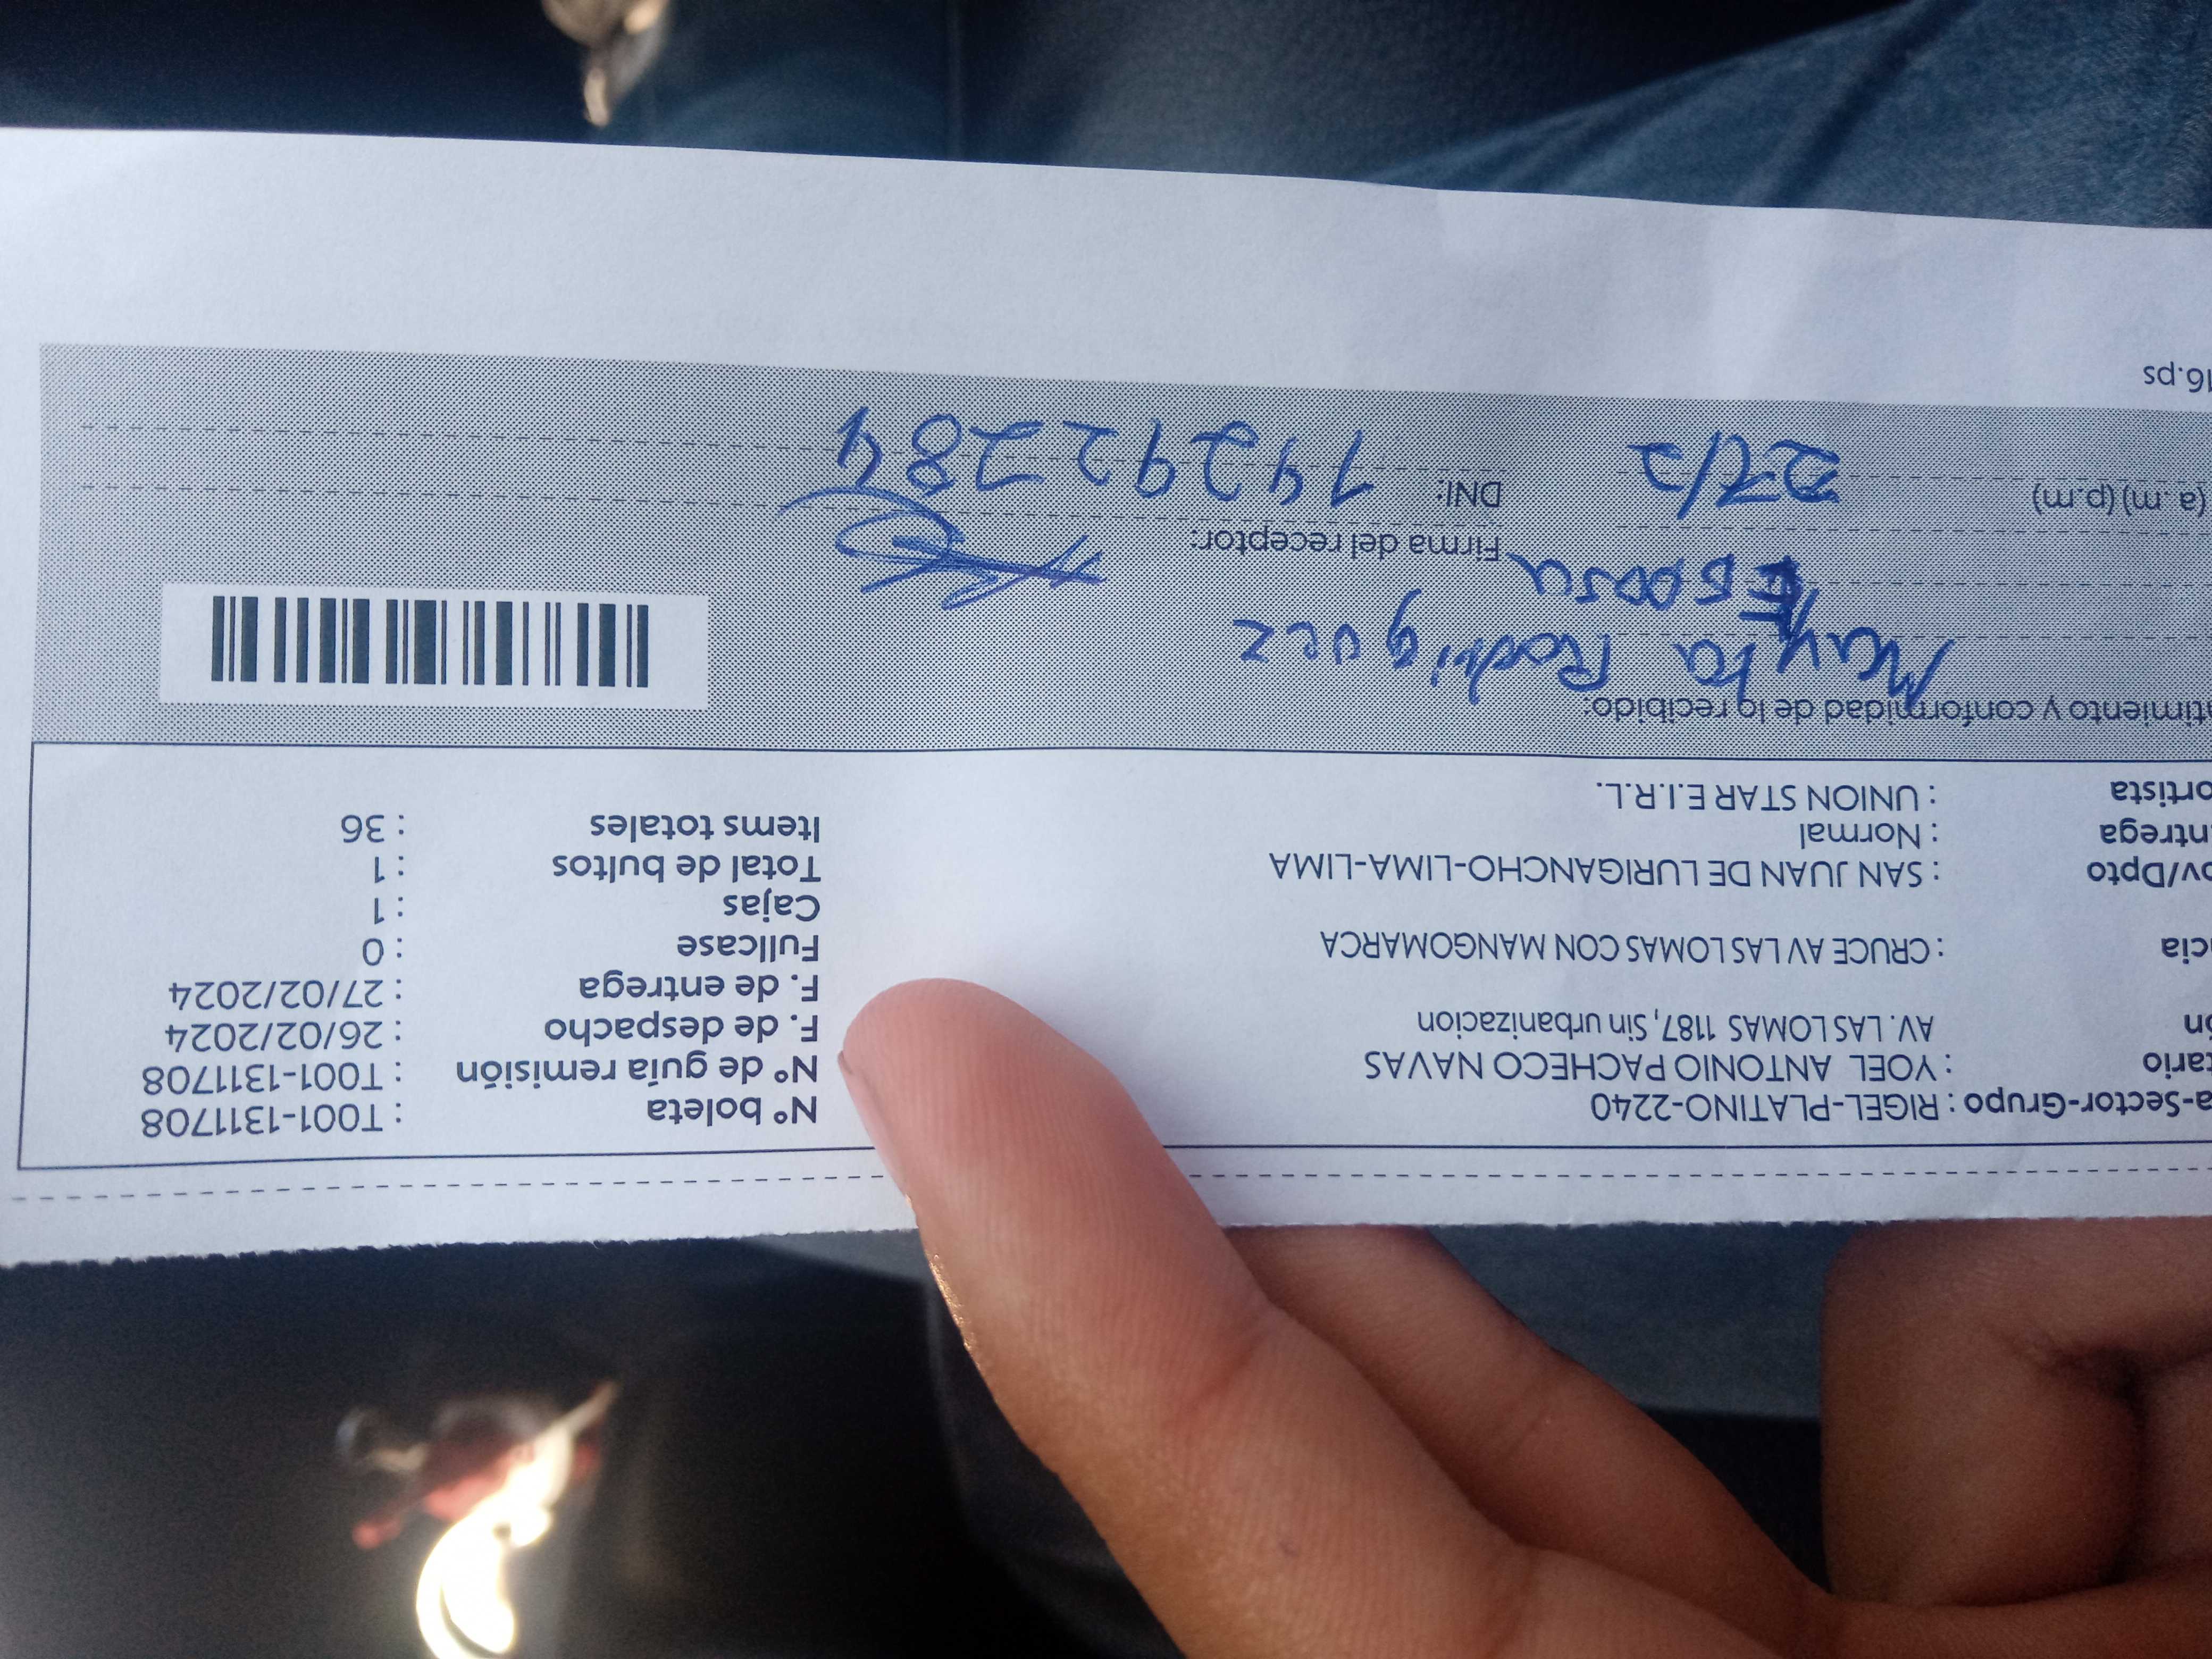 a-Sector-Grupo : RIGEL-PLATINO-2240
tario : YOEL ANTONIO PACHECO NAVAS
ón AV. LAS LOMAS 1187, Sin urbanizacion
cia : CRUCE AV LAS LOMAS CON MANGOMARCA
ov/Dpto : SAN JUAN DE LURIGANCHO-LIMA-LIMA
ntrega : Normal
ortista : UNION STAR E.I.R.L.
N° boleta : T001-1311708
N° de guía remisión : T001-1311708
F. de despacho : 26/02/2024
F. de entrega : 27/02/2024
Fullcase : 0
Cajas : 1
Total de bultos : 1
Items totales : 36
timiento y conformidad de lo recibido:
Mayta Rodriguez
Esposa
Firma del receptor:
(a.m) (p.m) 27/2
DNI:
16.ps